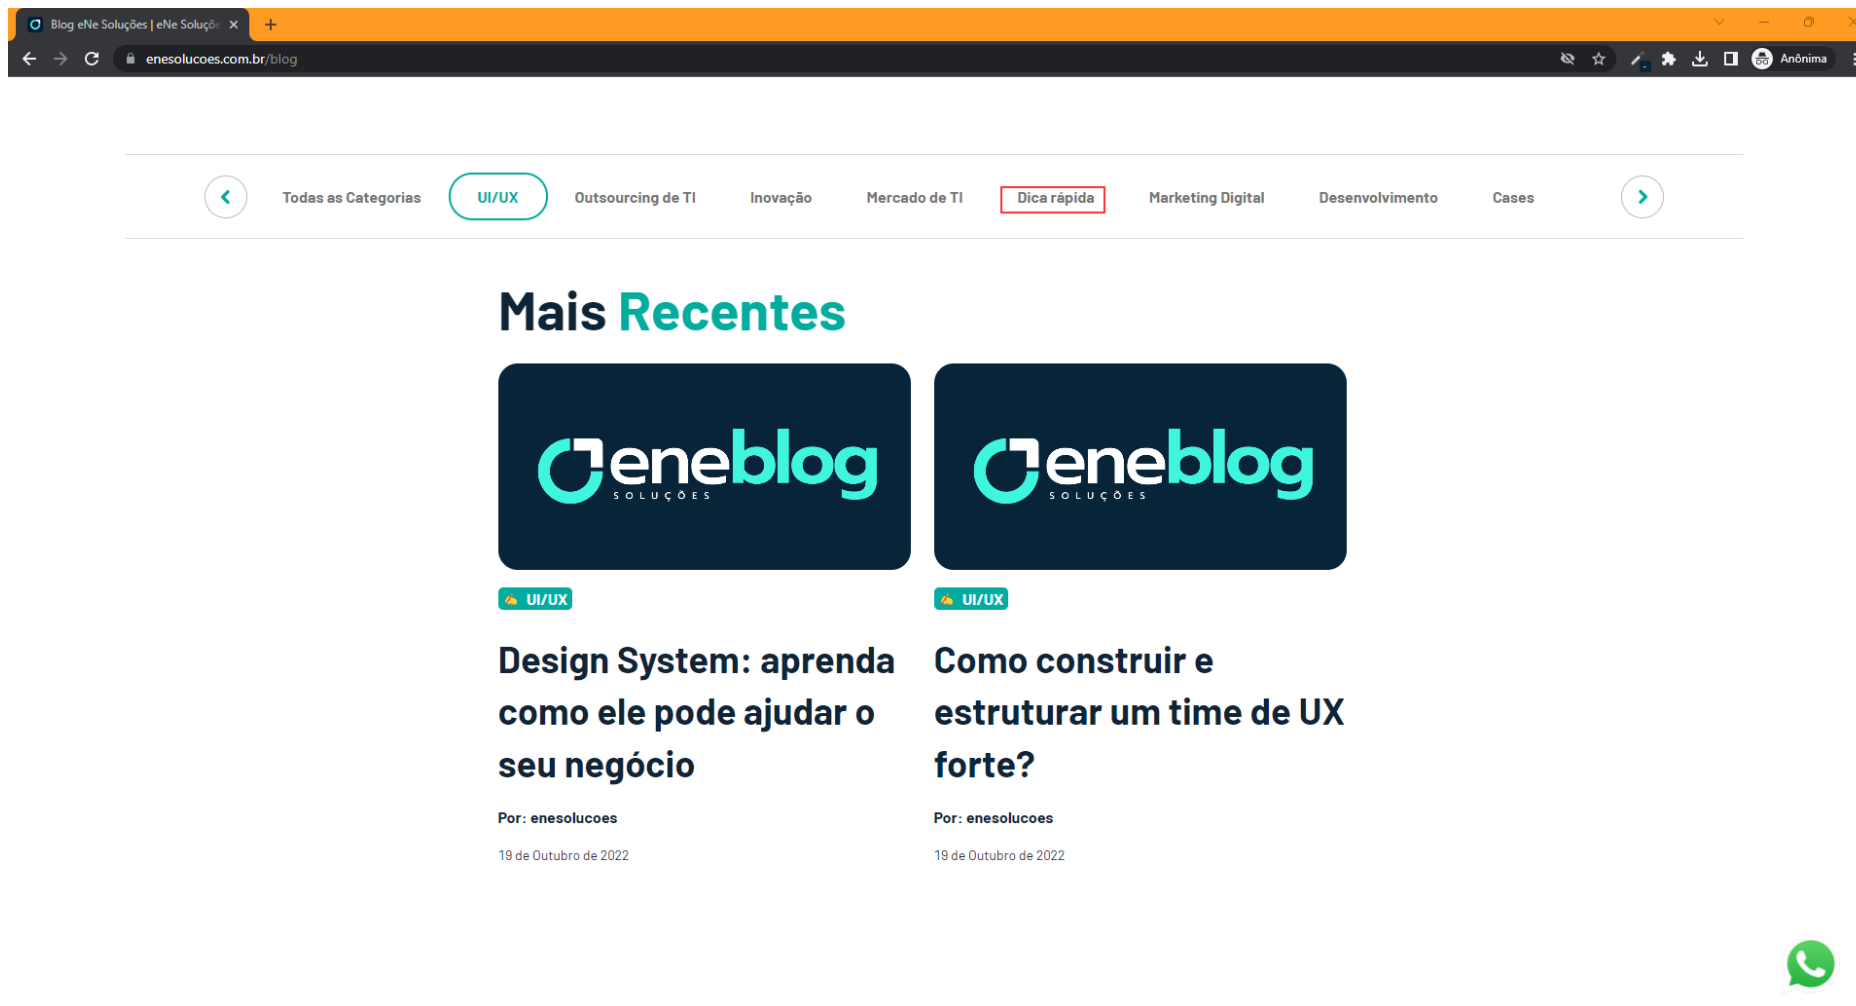 Blog eNe Soluções | eNe Soluçõe
enesolucoes.com.br/blog
Anônima
Todas as Categorias
UI/UX
Outsourcing de TI
Inovação
Mercado de TI
Dica rápida
Marketing Digital
Desenvolvimento
Cases
Mais Recentes
eneblog
SOLUÇÕES
eneblog
SOLUÇÕES
UI/UX
Design System: aprenda
como ele pode ajudar o
seu negócio
Por: enesolucoes
19 de Outubro de 2022
UI/UX
Como construir e
estruturar um time de UX
forte?
Por: enesolucoes
19 de Outubro de 2022